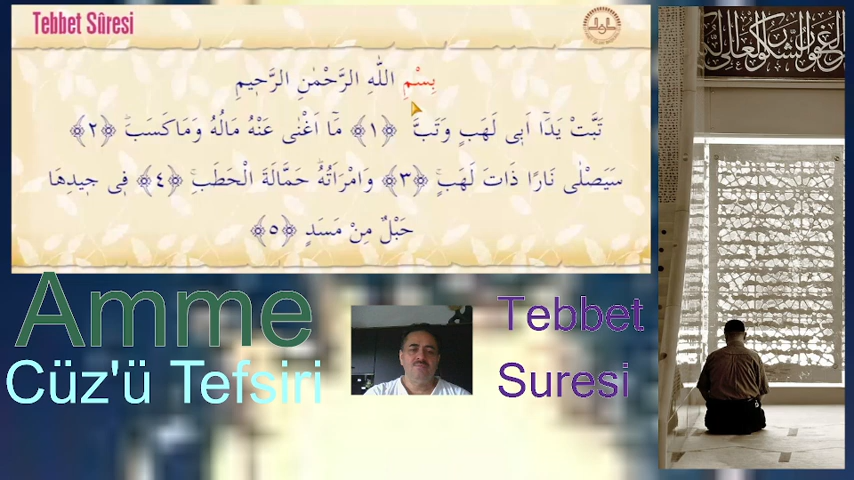 Tebbet Sûresi
بِسْمِ اللّٰهِ الرَّحْمٰنِ الرَّح۪يمِ
تَبَّتْ يَدَٓا اَب۪ي لَهَبٍ وَتَبَّۜ ﴿١﴾ مَٓا اَغْنٰى عَنْهُ مَالُهُ وَمَا كَسَبَۜ ﴿٢﴾
سَيَصْلٰى نَارًا ذَاتَ لَهَبٍۚ ﴿٣﴾ وَامْرَاَتُهُۜ حَمَّالَةَ الْحَطَبِۚ ﴿٤﴾ ف۪ي ج۪يدِهَا
حَبْلٌ مِنْ مَسَدٍ ﴿٥﴾
Amme
Cüz'ü Tefsiri
Tebbet
Suresi